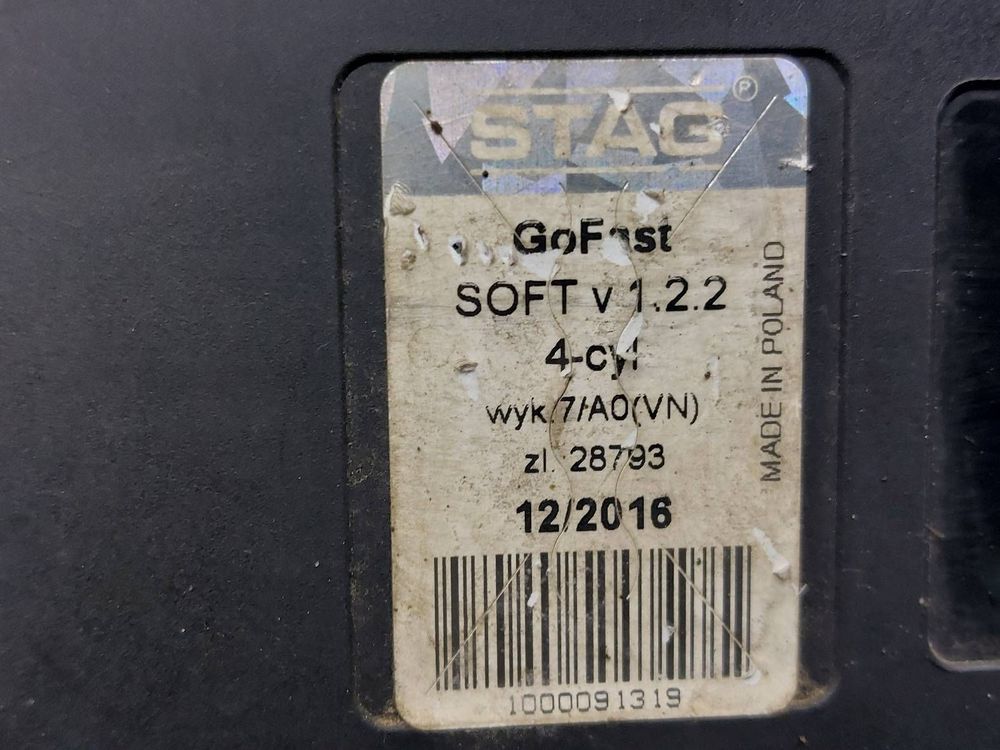 STAG®
GoFast
SOFT v 1.2.2
4-cyl
wyk.7/A0(VN)
zl. 28793
12/2016
MADE IN POLAND
1000091319